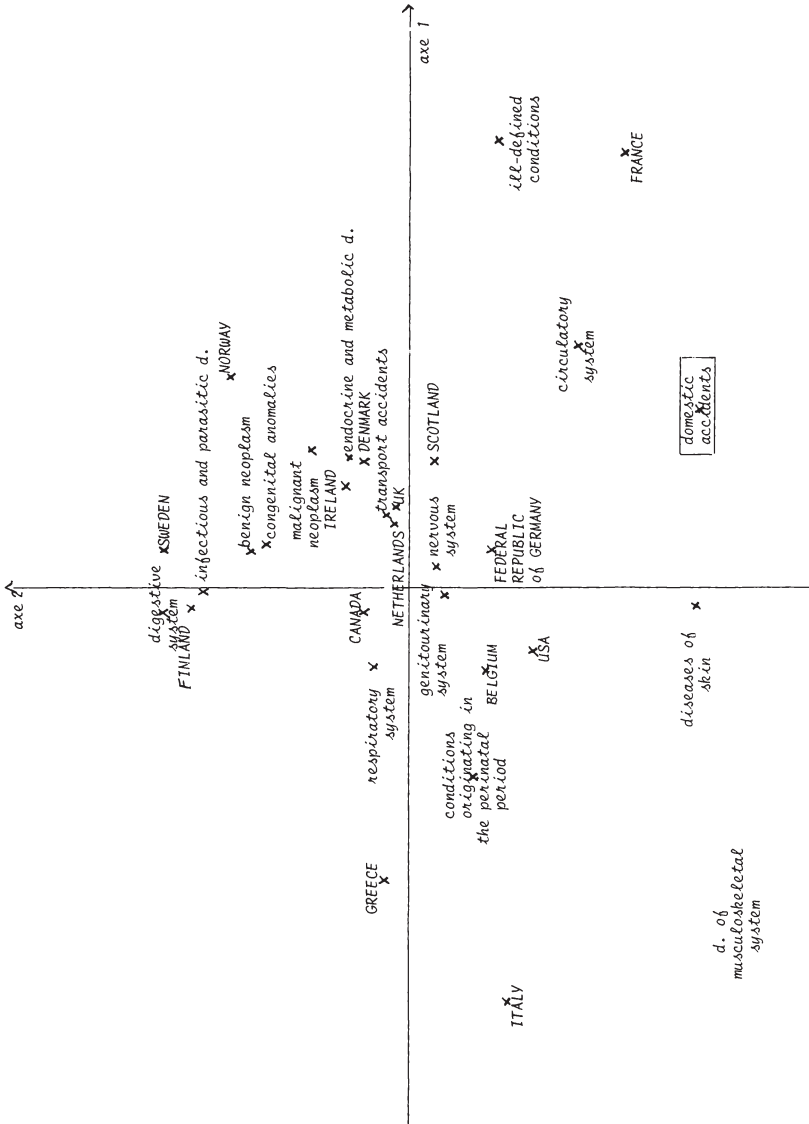 axe 2
axe 1
SWEDEN
digestive
system
FINLAND
infectious and parasitic d.
NORWAY
benign neoplasm
congenital anomalies
malignant
neoplasm
IRELAND
endocrine and metabolic d.
DENMARK
transport accidents
UK
NETHERLANDS
CANADA
respiratory
system
GREECE
SCOTLAND
nervous
system
genitourinary
system
FEDERAL
REPUBLIC
of GERMANY
BELGIUM
USA
conditions
originating in
the perinatal
period
ITALY
ill-defined
conditions
FRANCE
circulatory
system
domestic
accidents
diseases of
skin
d. of
musculoskeletal
system